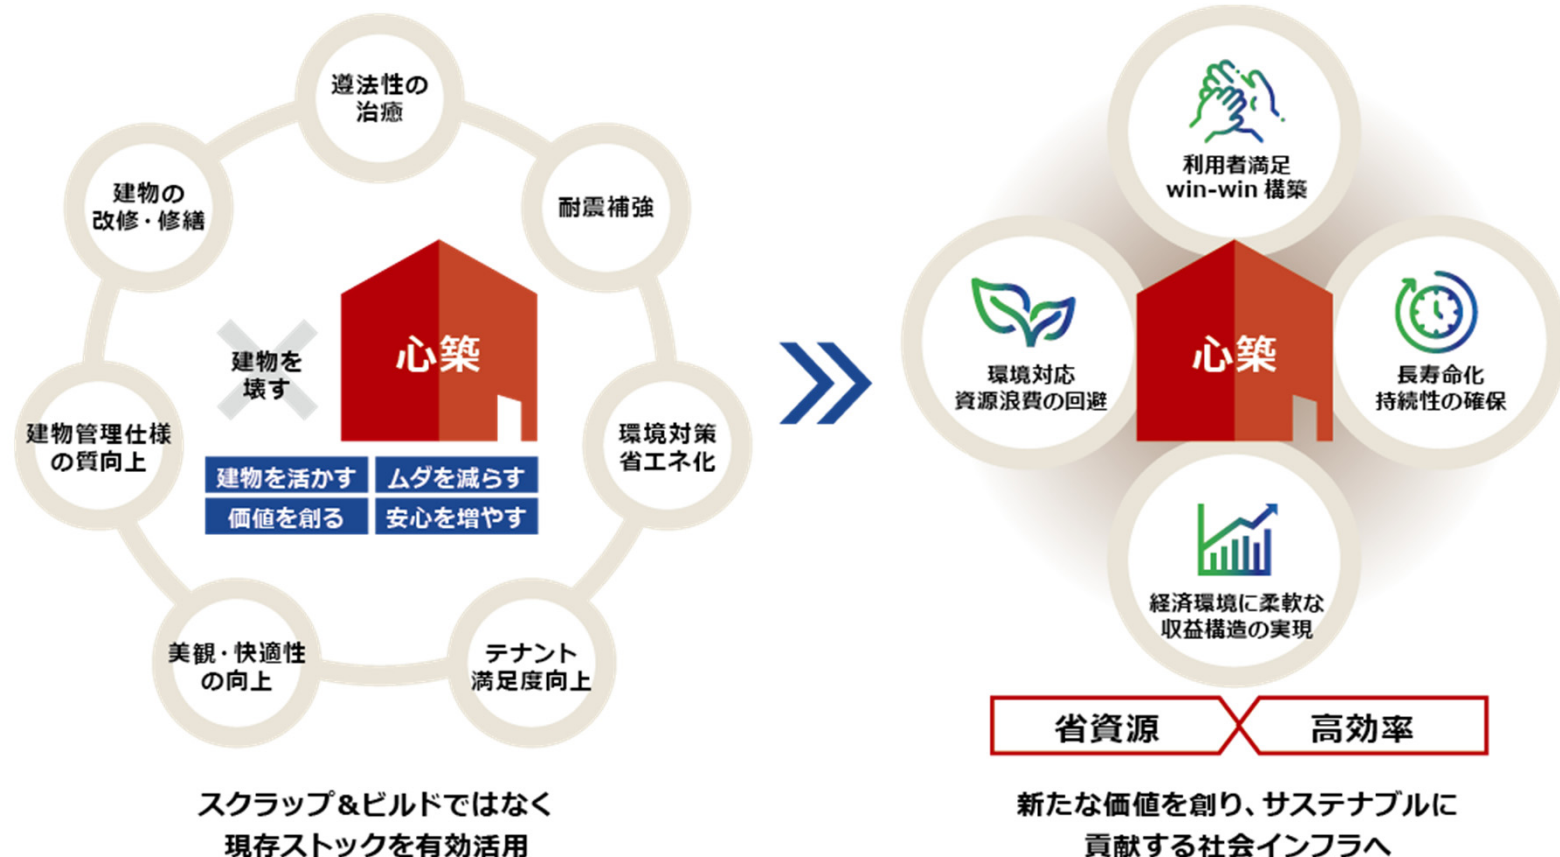 遵法性の
治癒
建物の
改修・修繕
耐震補強
建物を
壊す
心築
建物管理仕様
の質向上
環境対策
省エネ化
建物を活かす
ムダを減らす
価値を創る
安心を増やす
美観・快適性
の向上
テナント
満足度向上
スクラップ&ビルドではなく
現存ストックを有効活用
利用者満足
win-win 構築
環境対応
資源浪費の回避
心築
長寿命化
持続性の確保
経済環境に柔軟な
収益構造の実現
省資源
高効率
新たな価値を創り、サステナブルに
貢献する社会インフラへ